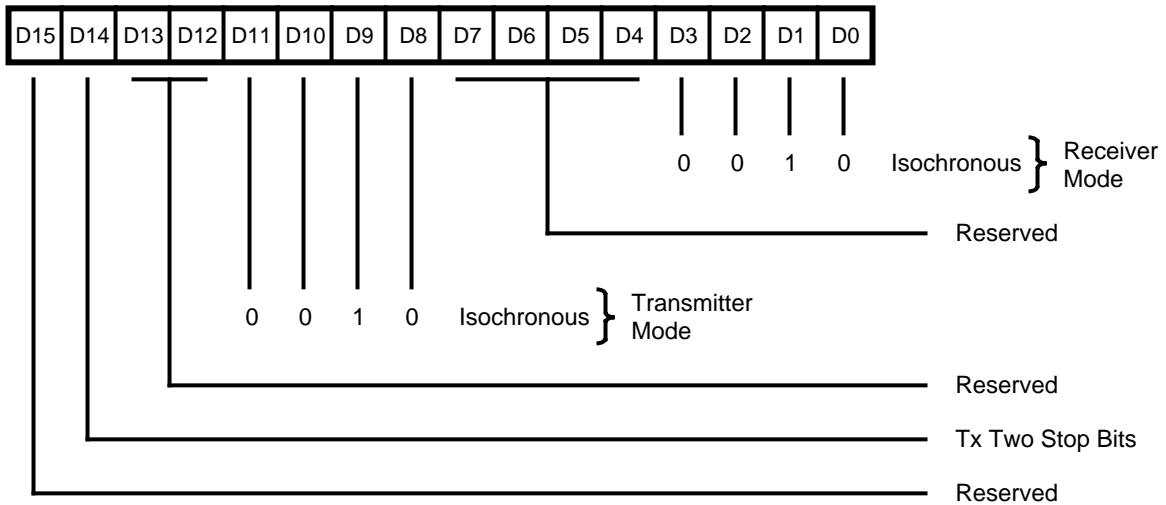 D15 D14 D13 D12 D11 D10 D9 D8 D7 D6 D5 D4 D3 D2 D1 D0
0 0 1 0 Isochronous } Receiver
Mode
Reserved
0 0 1 0 Isochronous } Transmitter
Mode
Reserved
Tx Two Stop Bits
Reserved